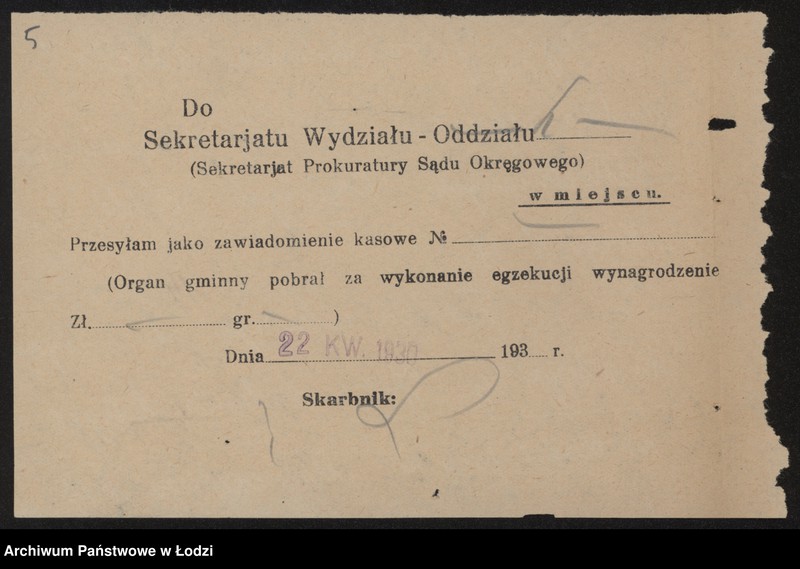 5
Do
Sekretarjatu Wydziału - Oddziału
(Sekretarjat Prokuratury Sądu Okręgowego)
w miejscu.
Przesyłam jako zawiadomienie kasowe №
(Organ gminny pobrał za wykonanie egzekucji wynagrodzenie
Zł. gr. )
Dnia 22 KW. 1930 193 r.
Skarbnik:
Archiwum Państwowe w Łodzi